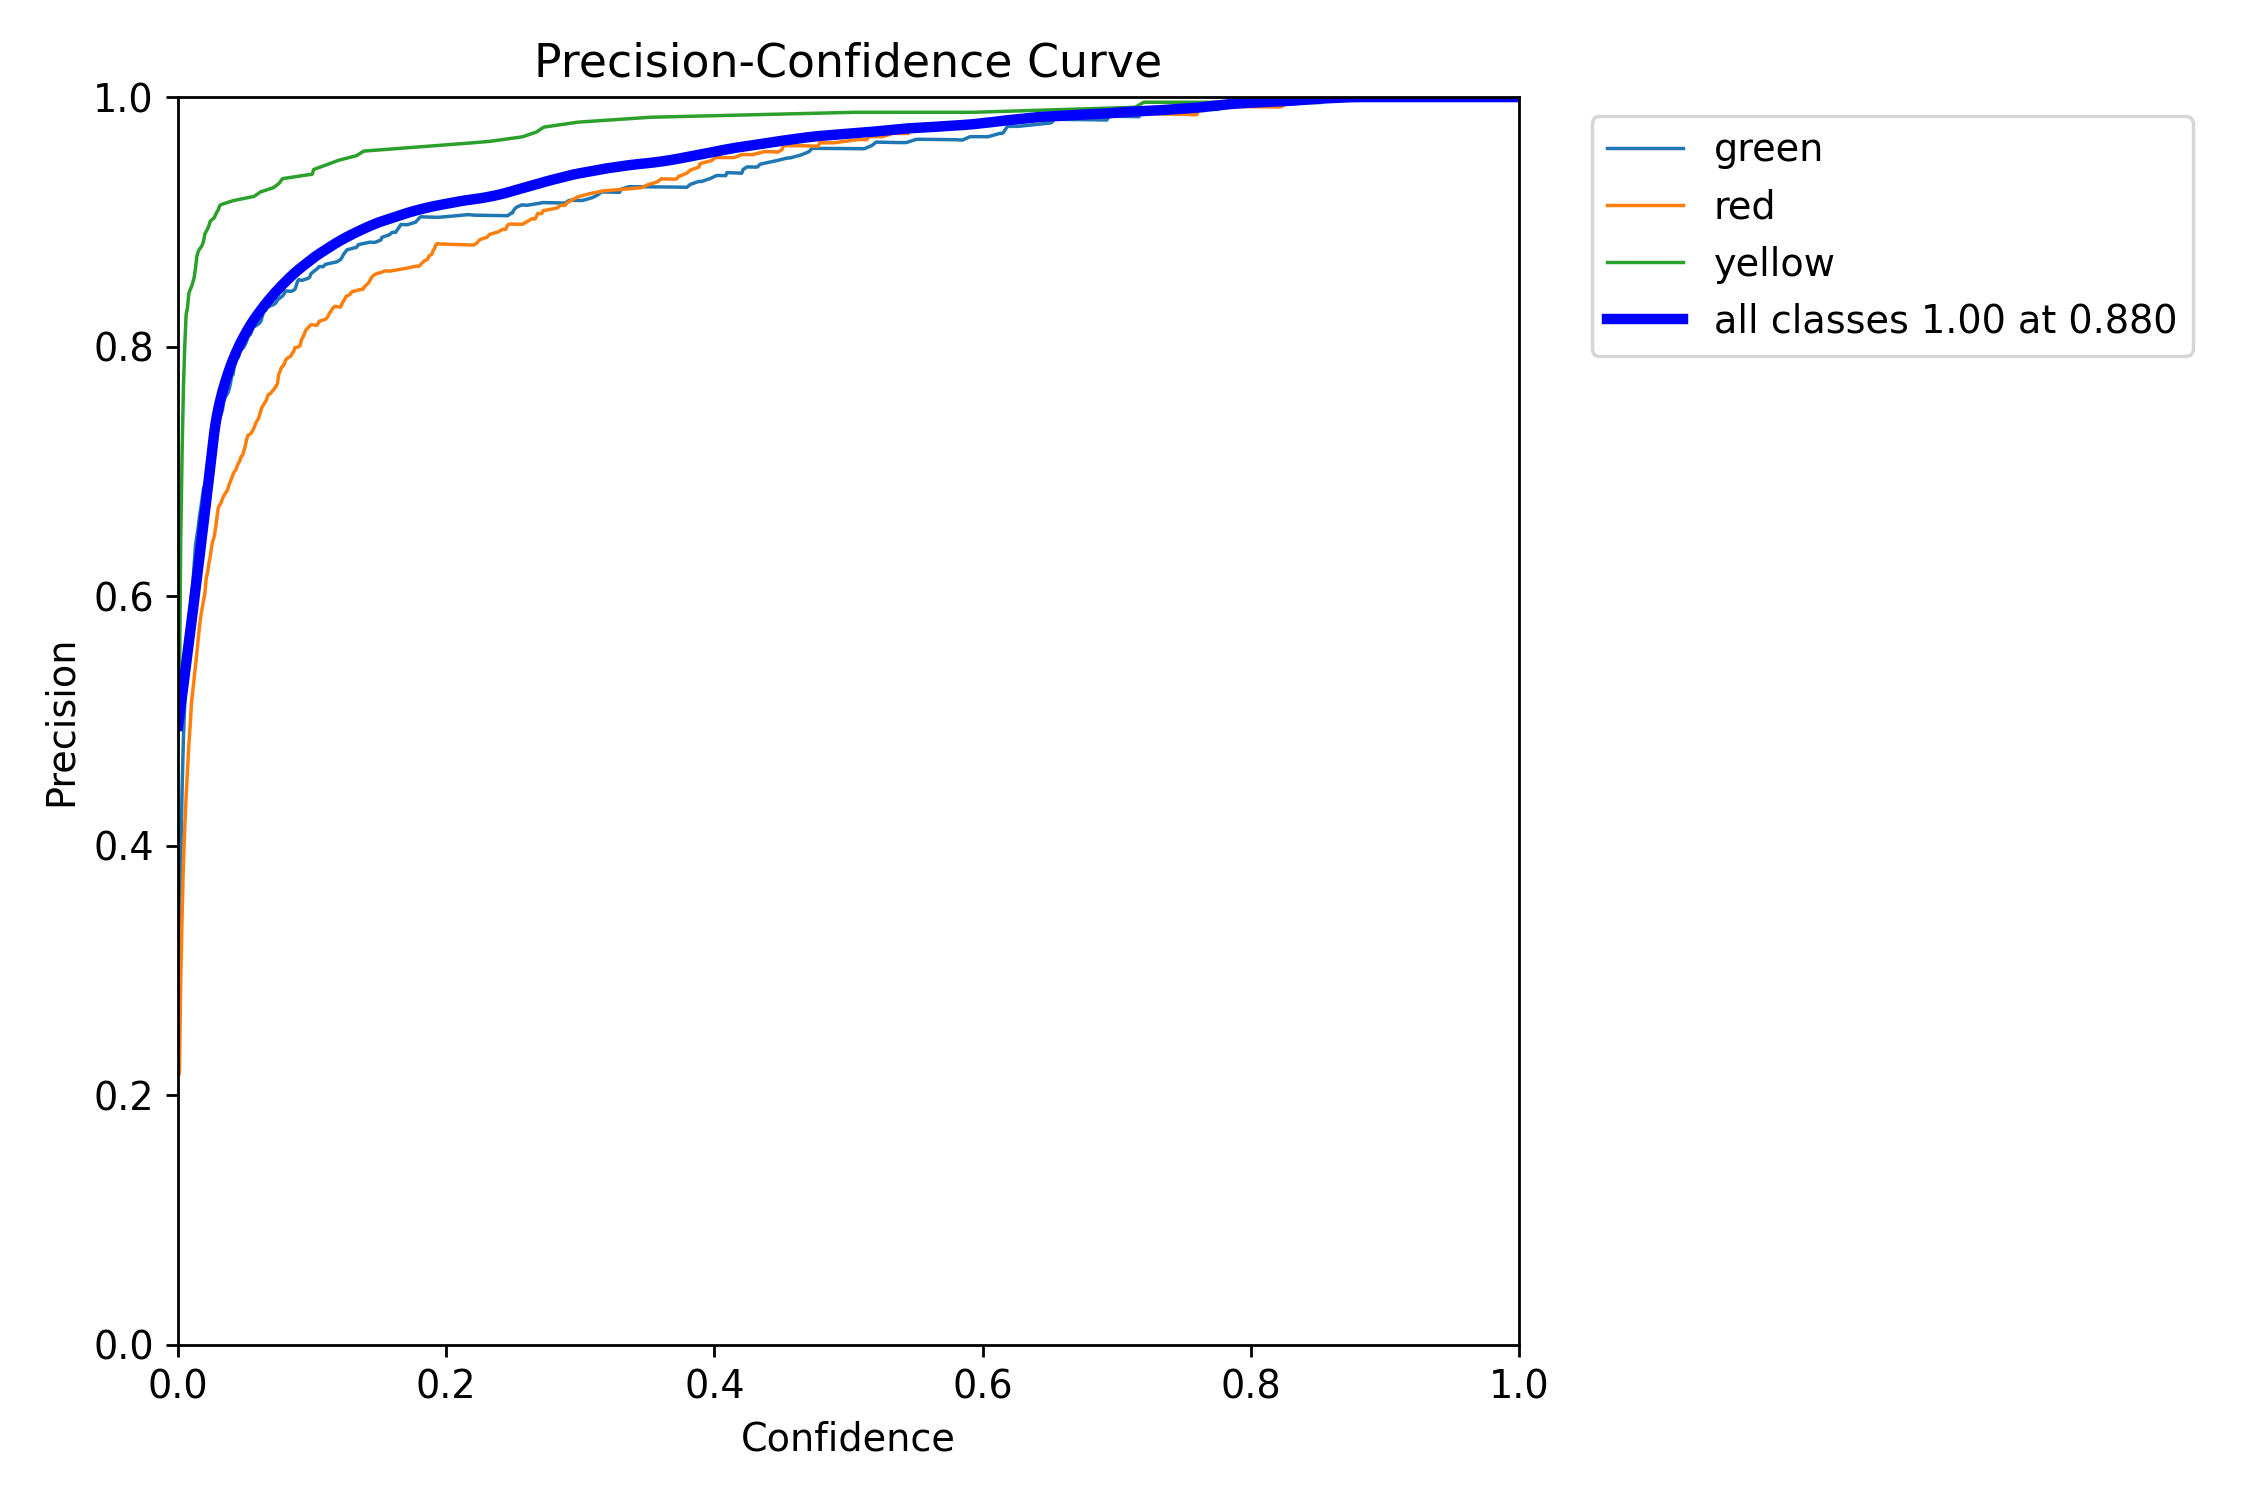 Precision-Confidence Curve
1.0
0.8
0.6
0.4
0.2
0.0
Precision
0.0 0.2 0.4 0.6 0.8 1.0
Confidence
green
red
yellow
all classes 1.00 at 0.880